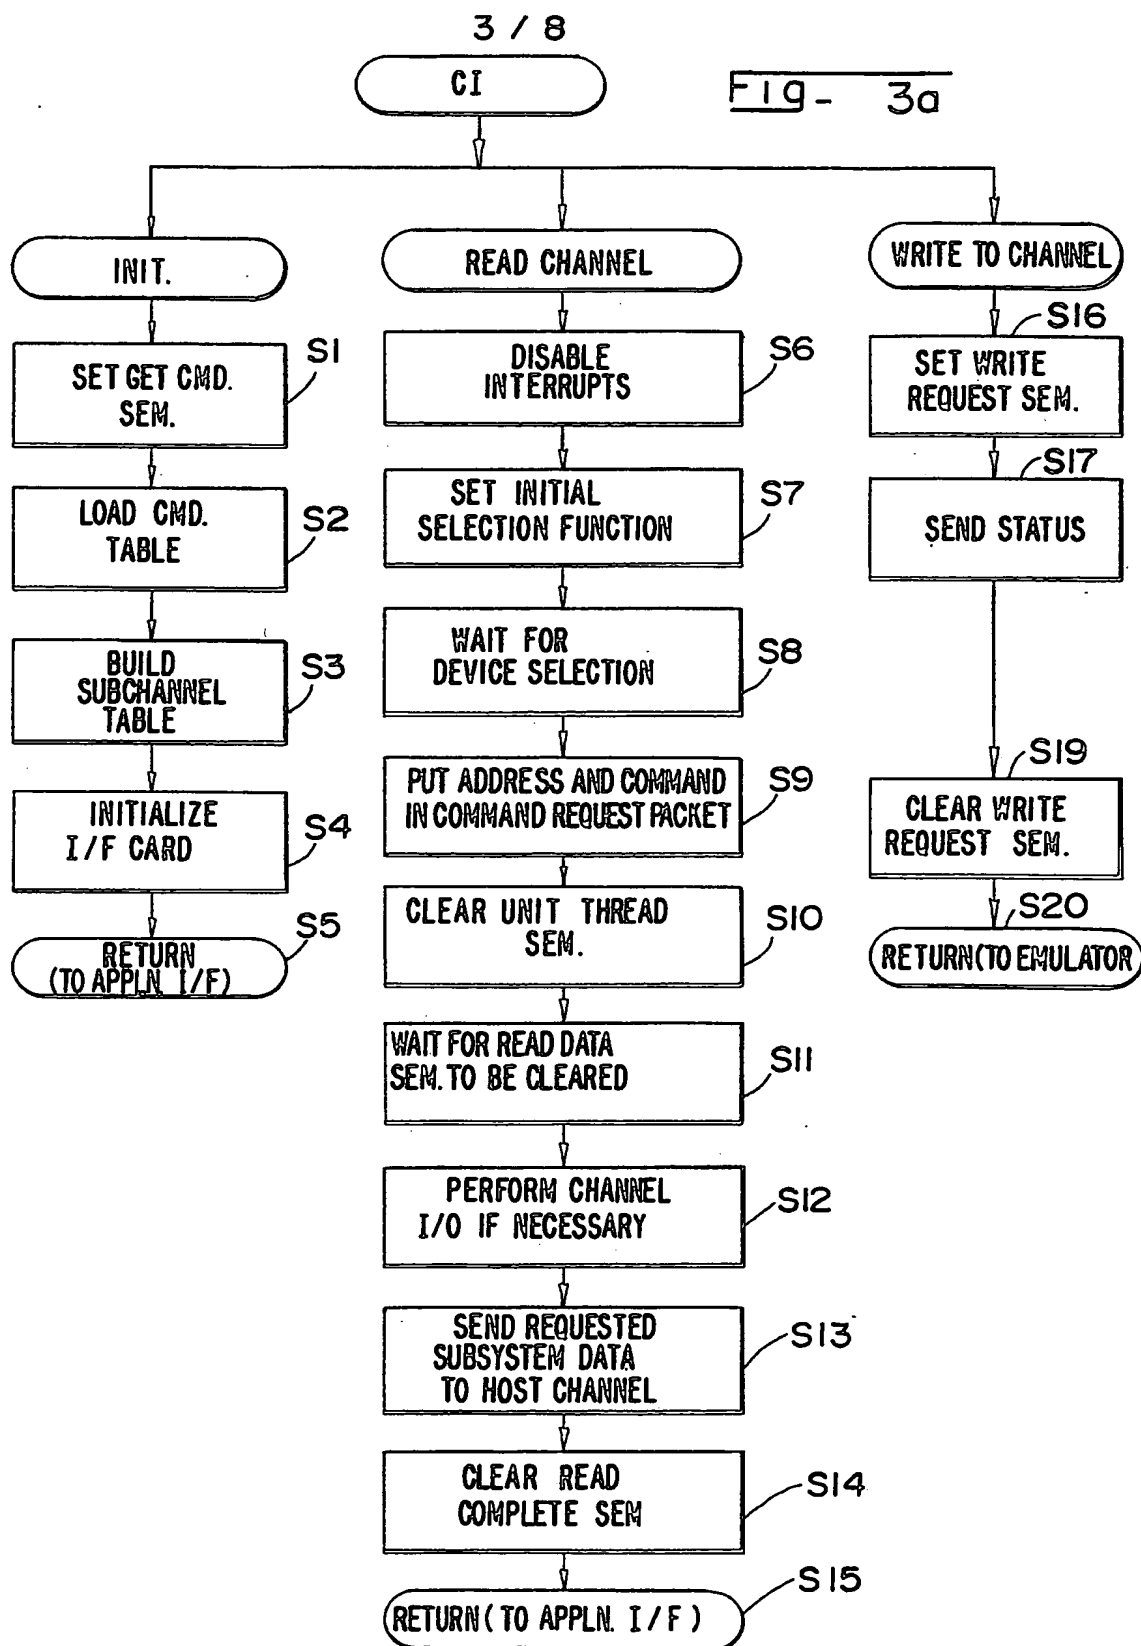 3 / 8
CI
Fig- 3a
INIT.
SET GET CMD.
SEM.
S1
LOAD CMD.
TABLE
S2
BUILD
SUBCHANNEL
TABLE
S3
INITIALIZE
I/F CARD
S4
RETURN
(TO APPLN. I/F)
S5
READ CHANNEL
DISABLE
INTERRUPTS
S6
SET INITIAL
SELECTION FUNCTION
S7
WAIT FOR
DEVICE SELECTION
S8
PUT ADDRESS AND COMMAND
IN COMMAND REQUEST PACKET
S9
CLEAR UNIT THREAD
SEM.
S10
WAIT FOR READ DATA
SEM. TO BE CLEARED
S11
PERFORM CHANNEL
I/O IF NECESSARY
S12
SEND REQUESTED
SUBSYSTEM DATA
TO HOST CHANNEL
S13
CLEAR READ
COMPLETE SEM
S14
RETURN (TO APPLN. I/F)
S15
WRITE TO CHANNEL
SET WRITE
REQUEST SEM.
S16
SEND STATUS
S17
CLEAR WRITE
REQUEST SEM.
S19
RETURN (TO EMULATOR
S20